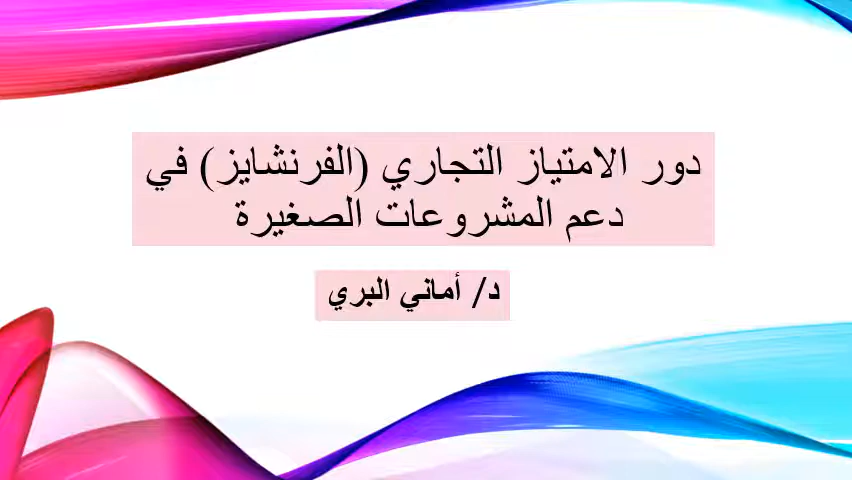 دور الامتياز التجاري (الفرنشايز) في
دعم المشروعات الصغيرة
د/ أماني البري